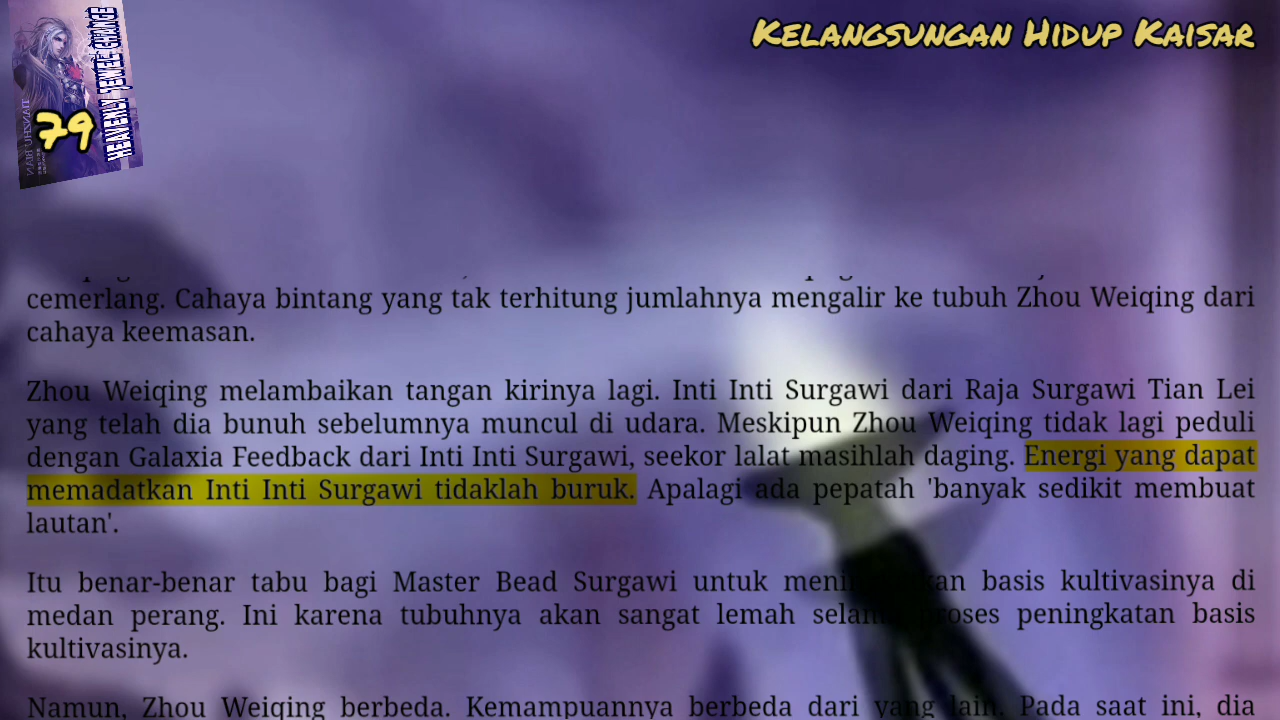 Kelangsungan Hidup Kaisar
79
HEAVENLY JEWEL CHANGE
cemerlang. Cahaya bintang yang tak terhitung jumlahnya mengalir ke tubuh Zhou Weiqing dari
cahaya keemasan.
Zhou Weiqing melambaikan tangan kirinya lagi. Inti Inti Surgawi dari Raja Surgawi Tian Lei
yang telah dia bunuh sebelumnya muncul di udara. Meskipun Zhou Weiqing tidak lagi peduli
dengan Galaxia Feedback dari Inti Inti Surgawi, seekor lalat masihlah daging. Energi yang dapat
memadatkan Inti Inti Surgawi tidaklah buruk. Apalagi ada pepatah 'banyak sedikit membuat
lautan'.
Itu benar-benar tabu bagi Master Bead Surgawi untuk basis kultivasinya di
medan perang. Ini karena tubuhnya akan sangat lemah selama proses peningkatan basis
kultivasinya.
Namun, Zhou Weiqing berbeda. Kemampuannya berbeda dari yang lain. Pada saat ini, dia